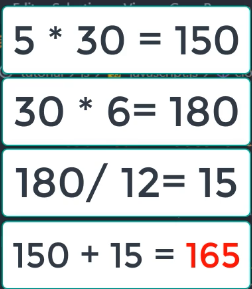 5 * 30 = 150
30 * 6= 180
180/ 12= 15
150 + 15 = 165